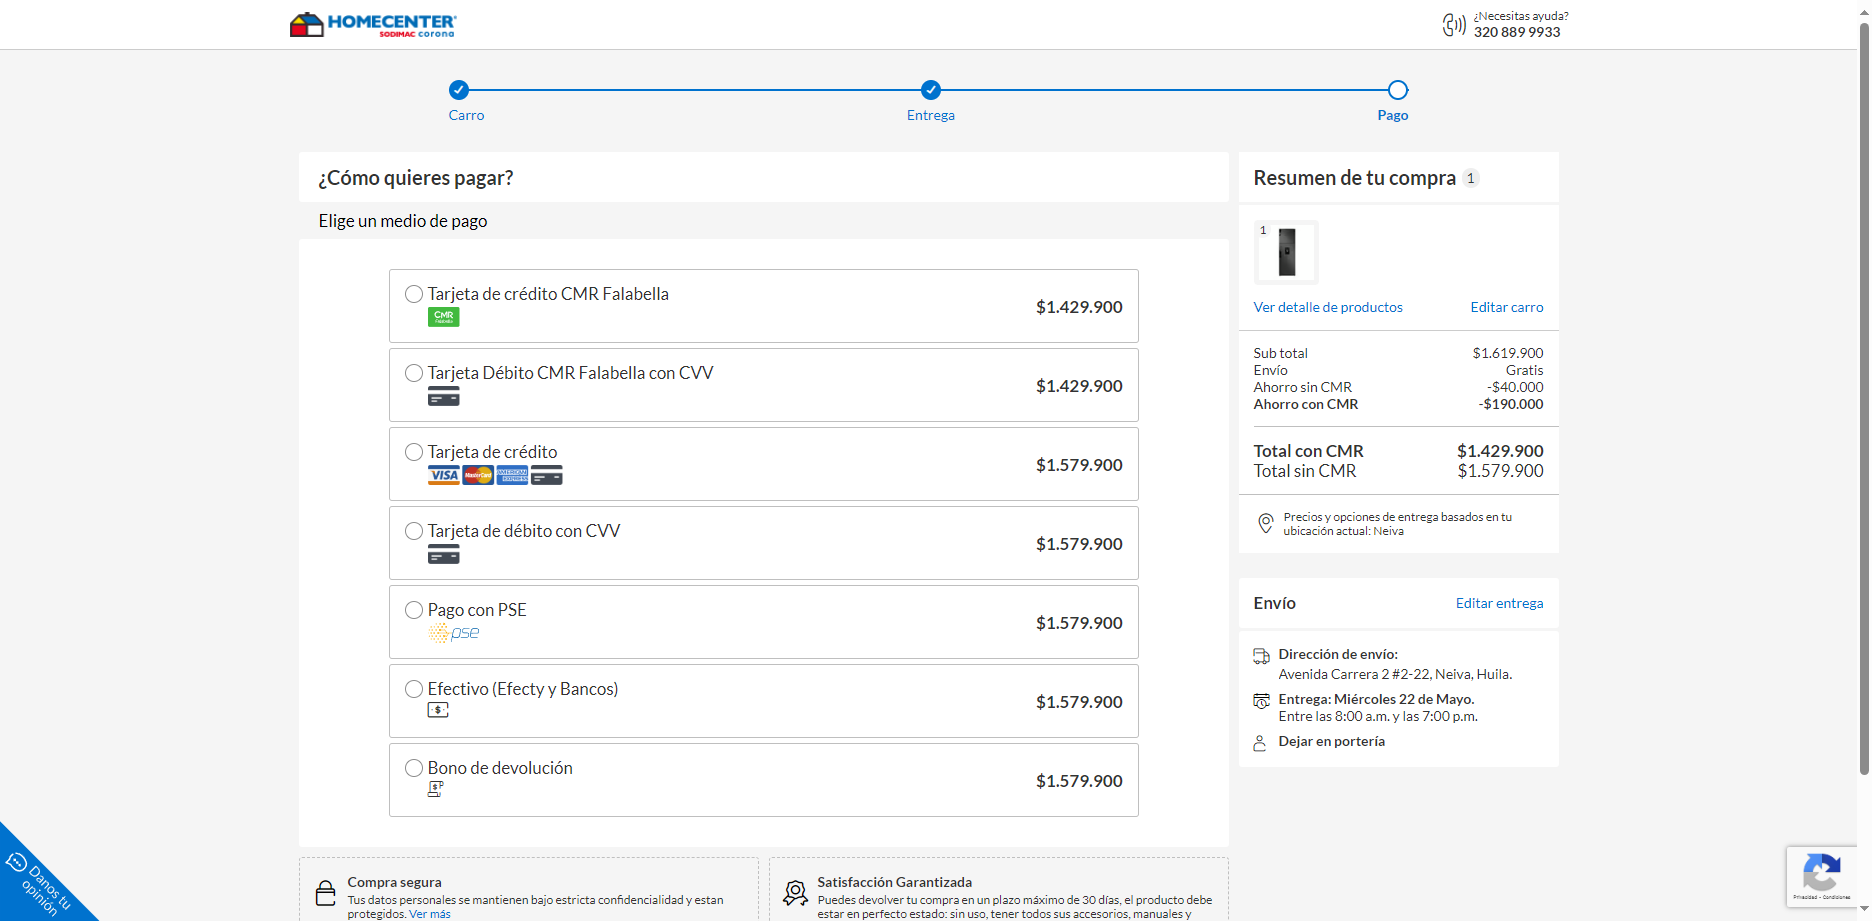 HOMECENTER
SODIMAC corona
¿Necesitas ayuda?
320 889 9933
Carro
Entrega
Pago
¿Cómo quieres pagar?
Elige un medio de pago
Tarjeta de crédito CMR Falabella
CMR
Falabella
$1.429.900
Tarjeta Débito CMR Falabella con CVV
$1.429.900
Tarjeta de crédito
VISA MasterCard AMERICAN EXPRESS
$1.579.900
Tarjeta de débito con CVV
$1.579.900
Pago con PSE
pse
$1.579.900
Efectivo (Efecty y Bancos)
$
$1.579.900
Bono de devolución
$
$1.579.900
Compra segura
Tus datos personales se mantienen bajo estricta confidencialidad y estan
protegidos. Ver más
Satisfacción Garantizada
Puedes devolver tu compra en un plazo máximo de 30 días, el producto debe
estar en perfecto estado: sin uso, tener todos sus accesorios, manuales y
Resumen de tu compra 1
1
Ver detalle de productos Editar carro
Sub total $1.619.900
Envío Gratis
Ahorro sin CMR -$40.000
Ahorro con CMR -$190.000
Total con CMR $1.429.900
Total sin CMR $1.579.900
Precios y opciones de entrega basados en tu
ubicación actual: Neiva
Envío Editar entrega
Dirección de envío:
Avenida Carrera 2 #2-22, Neiva, Huila.
Entrega: Miércoles 22 de Mayo.
Entre las 8:00 a.m. y las 7:00 p.m.
Dejar en portería
Danos tu
opinión
Privacidad - Condiciones